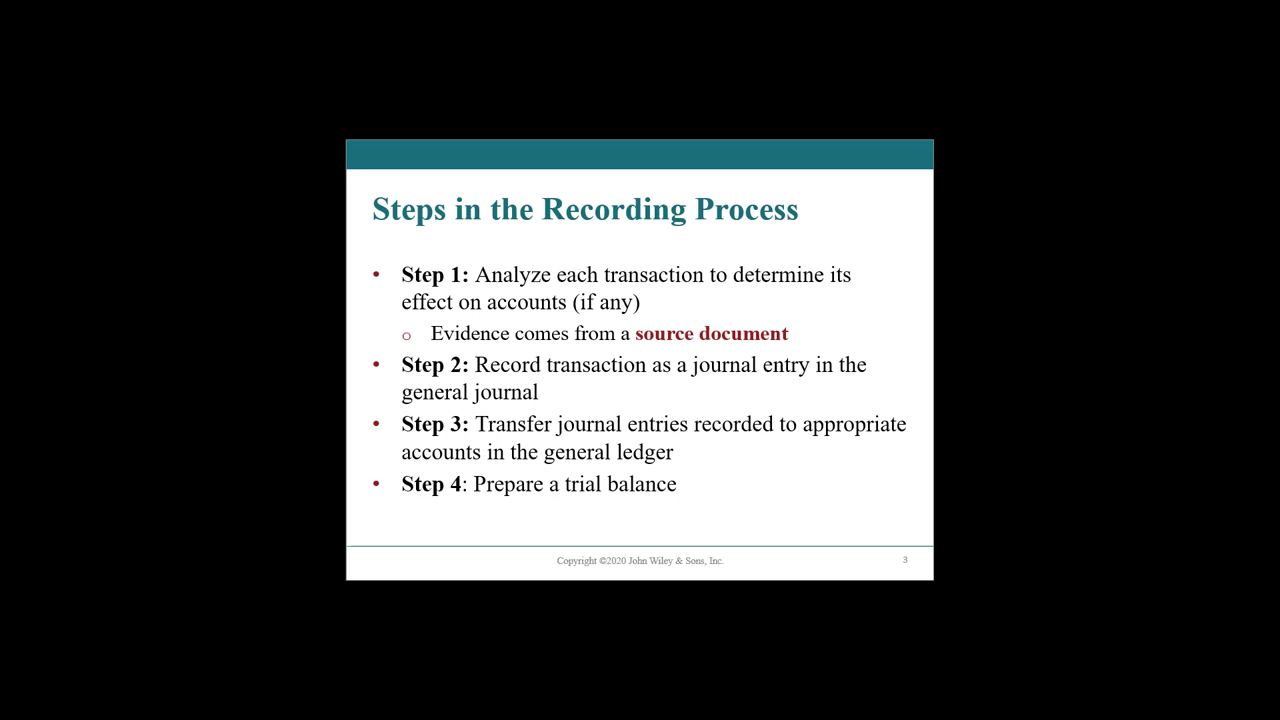 Steps in the Recording Process
• Step 1: Analyze each transaction to determine its
effect on accounts (if any)
o Evidence comes from a source document
• Step 2: Record transaction as a journal entry in the
general journal
• Step 3: Transfer journal entries recorded to appropriate
accounts in the general ledger
• Step 4: Prepare a trial balance
Copyright ©2020 John Wiley & Sons, Inc.
3